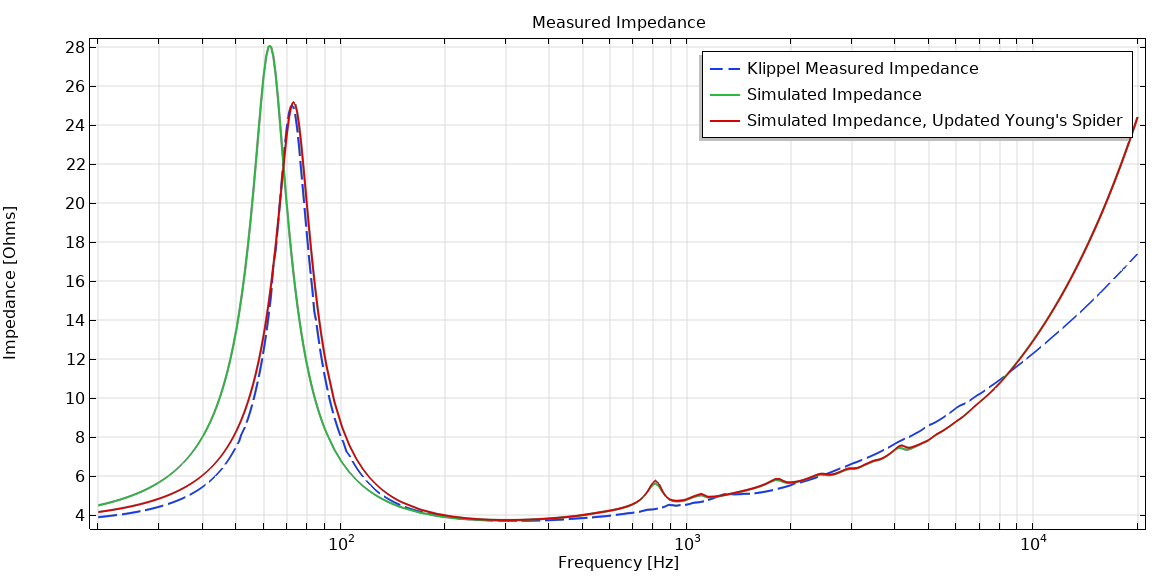 Measured Impedance
Klippel Measured Impedance
Simulated Impedance
Simulated Impedance, Updated Young's Spider
Impedance [Ohms]
28
26
24
22
20
18
16
14
12
10
8
6
4
10² 10³ 10⁴
Frequency [Hz]